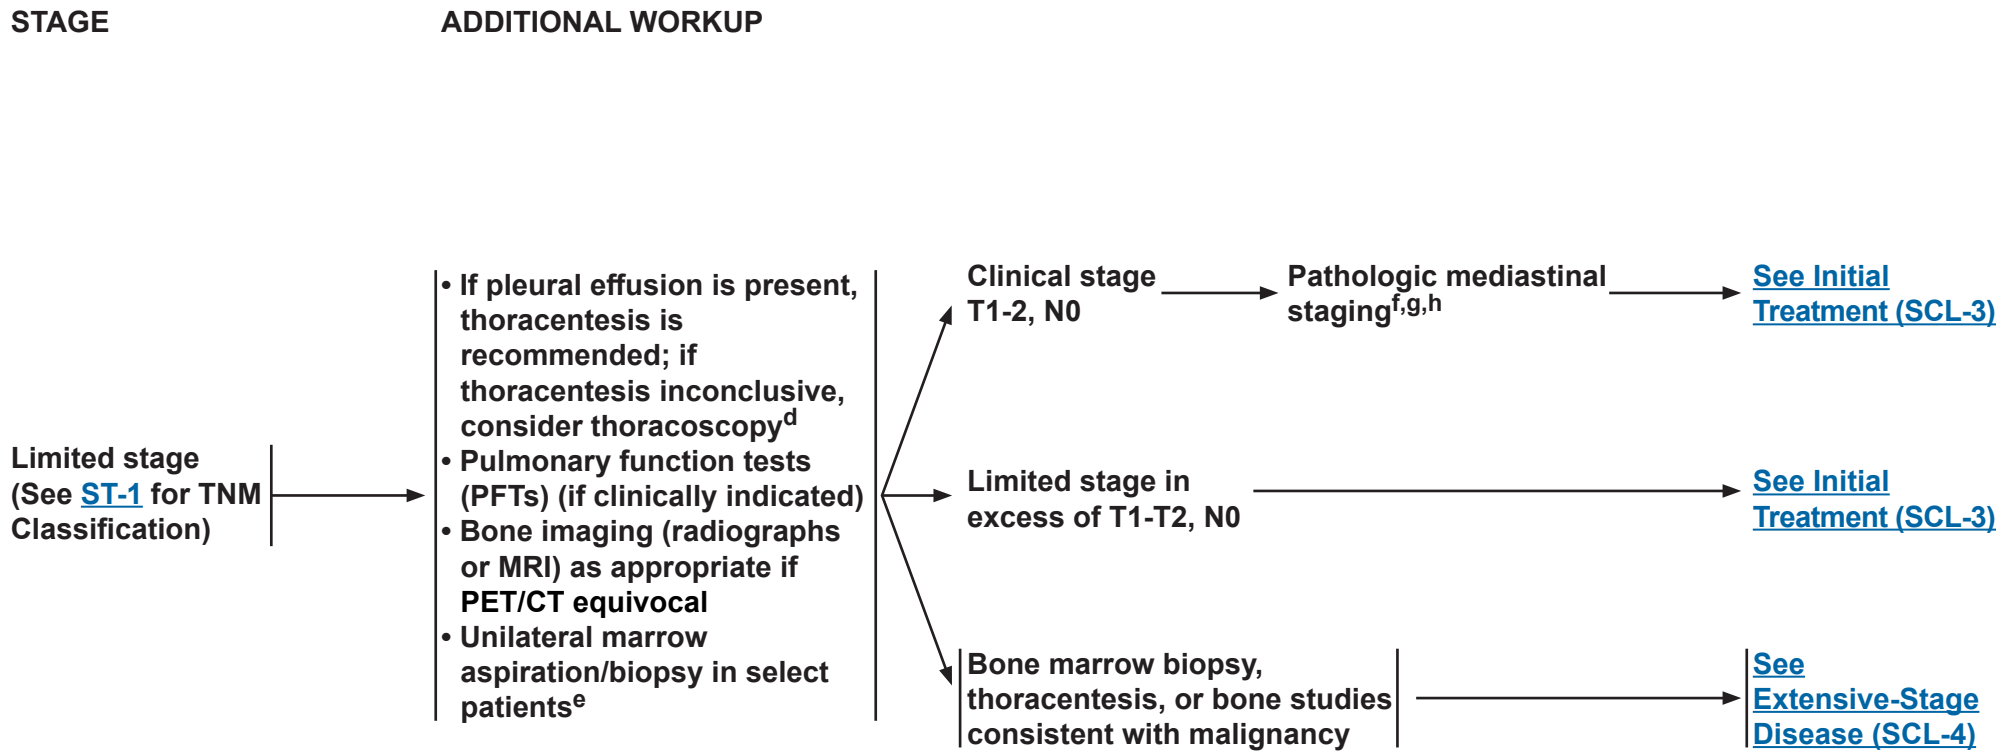 STAGE
ADDITIONAL WORKUP
Limited stage
(See ST-1 for TNM
Classification)
• If pleural effusion is present,
thoracentesis is
recommended; if
thoracentesis inconclusive,
consider thoracoscopyd
• Pulmonary function tests
(PFTs) (if clinically indicated)
• Bone imaging (radiographs
or MRI) as appropriate if
PET/CT equivocal
• Unilateral marrow
aspiration/biopsy in select
patientse
Clinical stage
T1-2, N0
Pathologic mediastinal
stagingf,g,h
See Initial
Treatment (SCL-3)
Limited stage in
excess of T1-T2, N0
See Initial
Treatment (SCL-3)
Bone marrow biopsy,
thoracentesis, or bone studies
consistent with malignancy
See
Extensive-Stage
Disease (SCL-4)